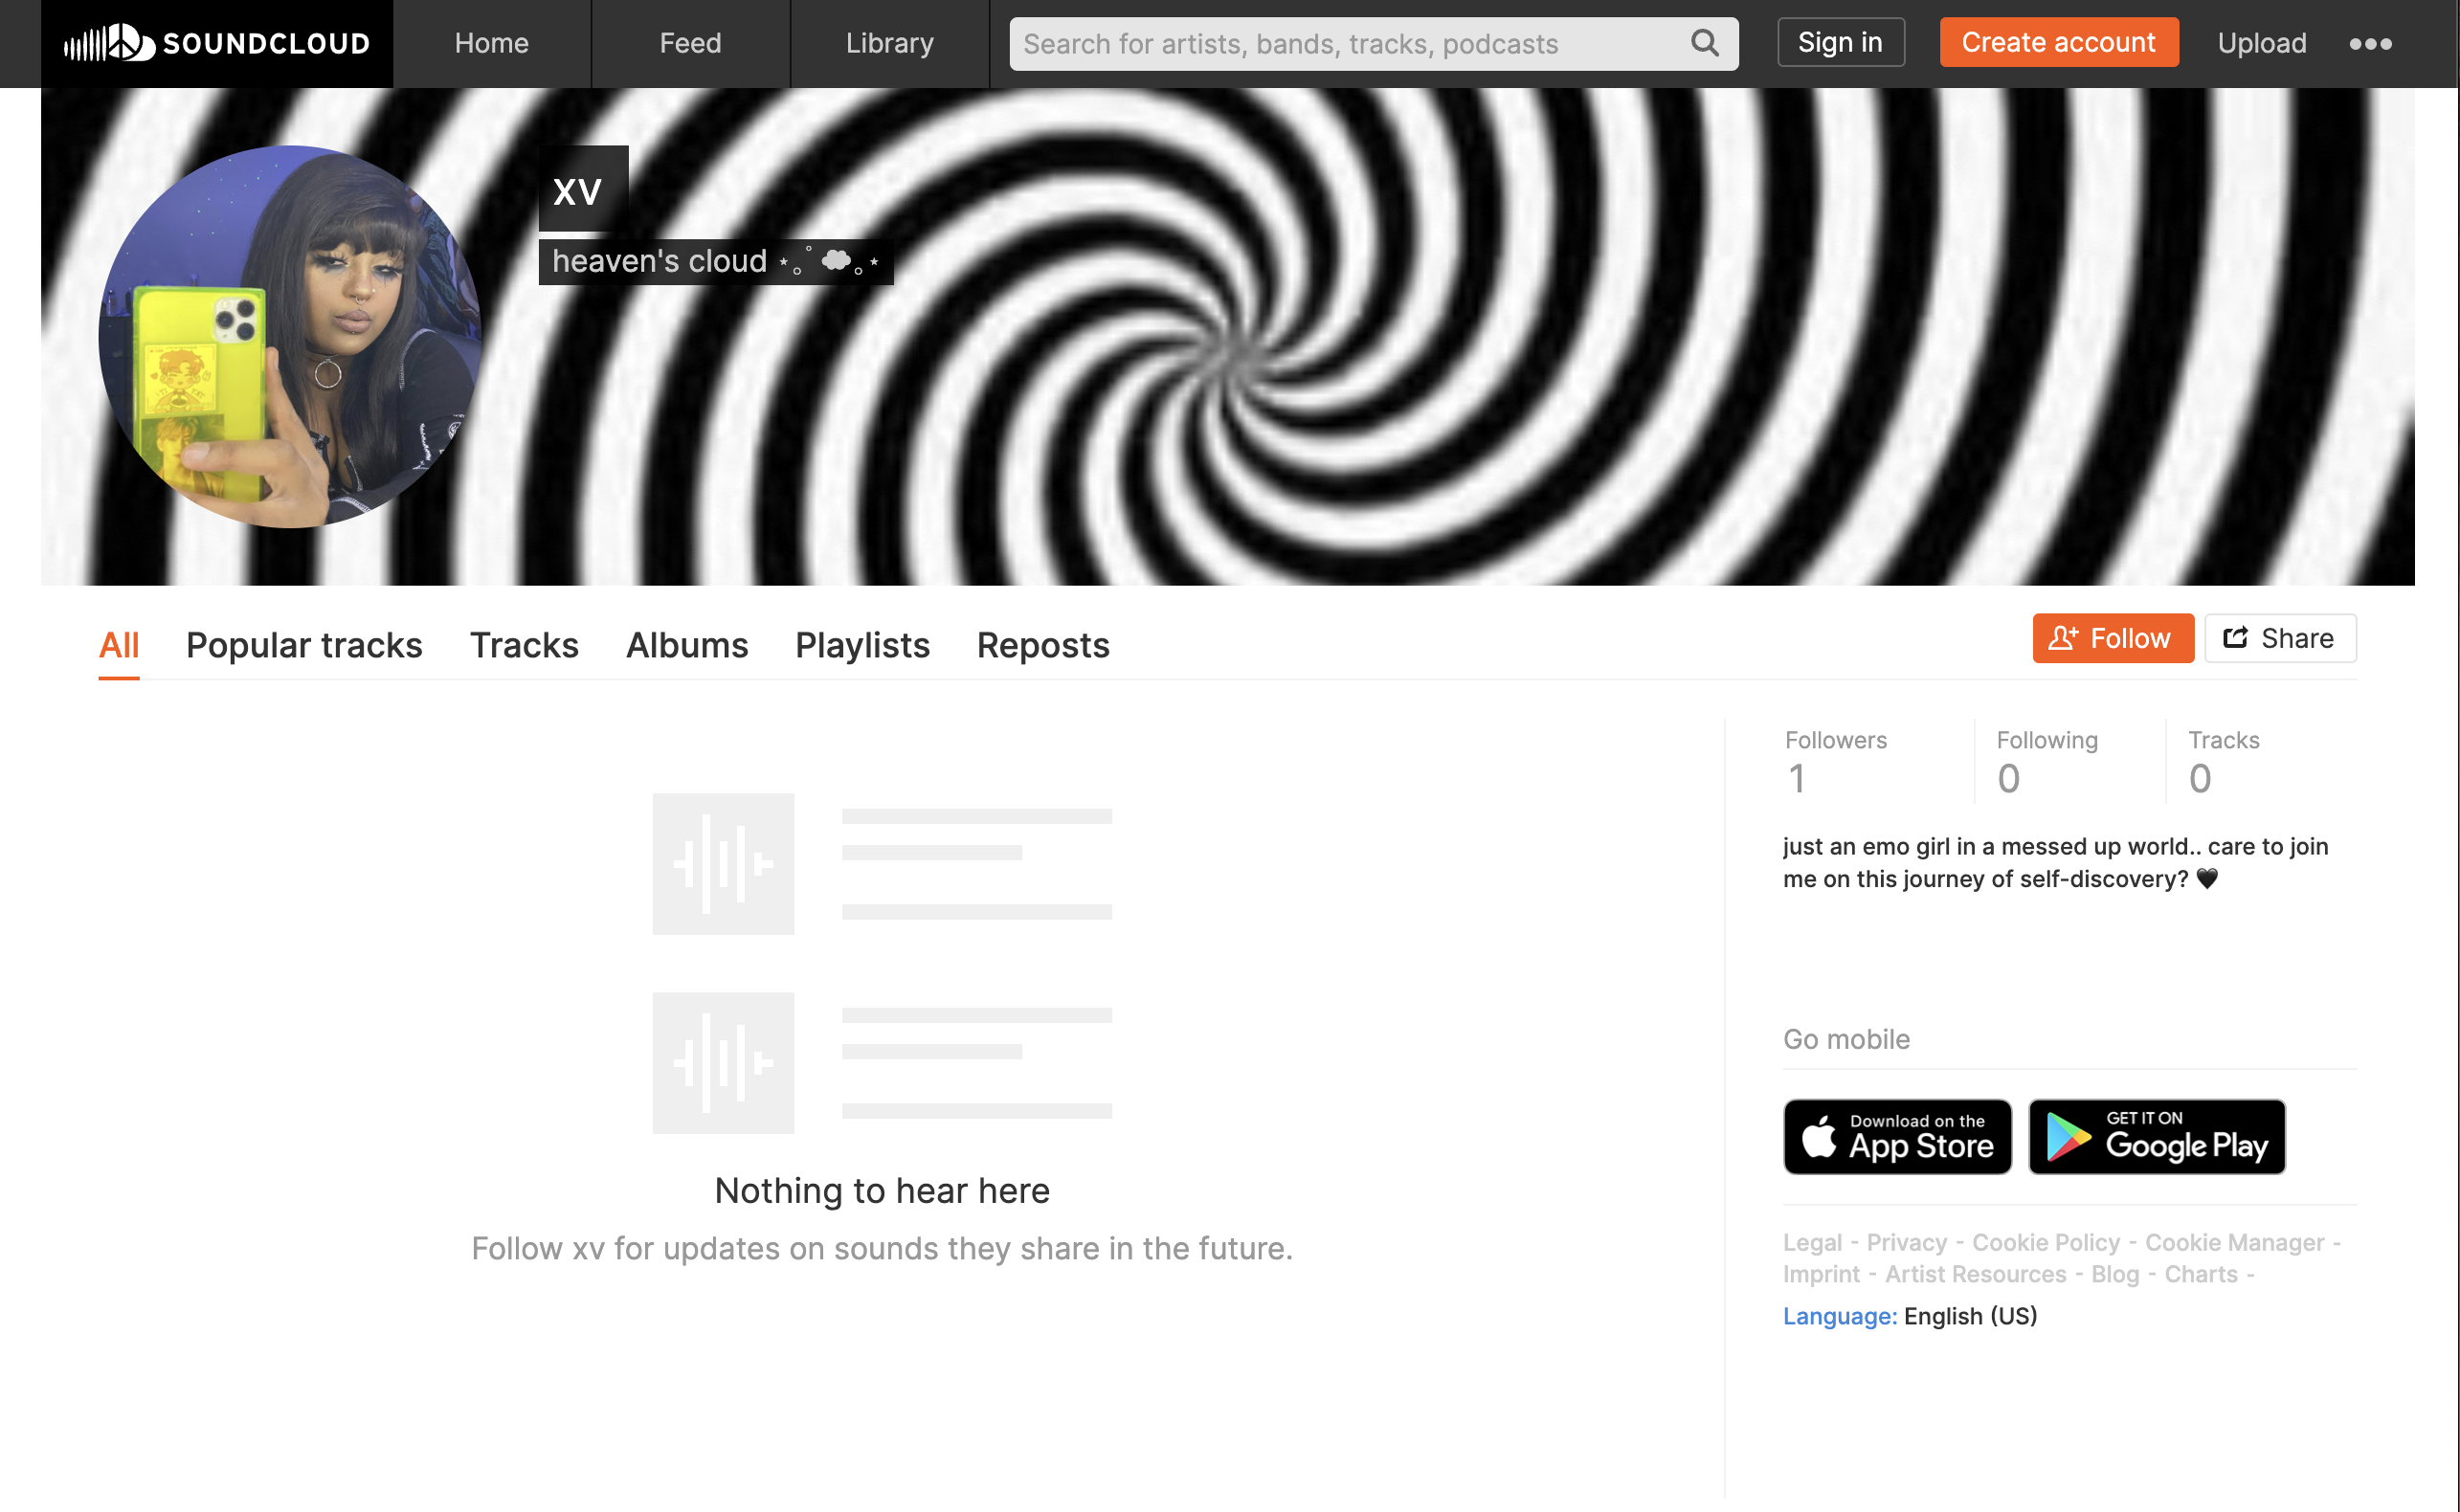 SOUNDCLOUD
Home
Feed
Library
Search for artists, bands, tracks, podcasts
Sign in
Create account
Upload
xv
heaven's cloud ⋆｡˚ ☁︎｡⋆
All
Popular tracks
Tracks
Albums
Playlists
Reposts
Follow
Share
Followers
1
Following
0
Tracks
0
just an emo girl in a messed up world.. care to join
me on this journey of self-discovery? 🖤
Nothing to hear here
Follow xv for updates on sounds they share in the future.
Go mobile
Download on the
App Store
GET IT ON
Google Play
Legal - Privacy - Cookie Policy - Cookie Manager -
Imprint - Artist Resources - Blog - Charts -
Language: English (US)